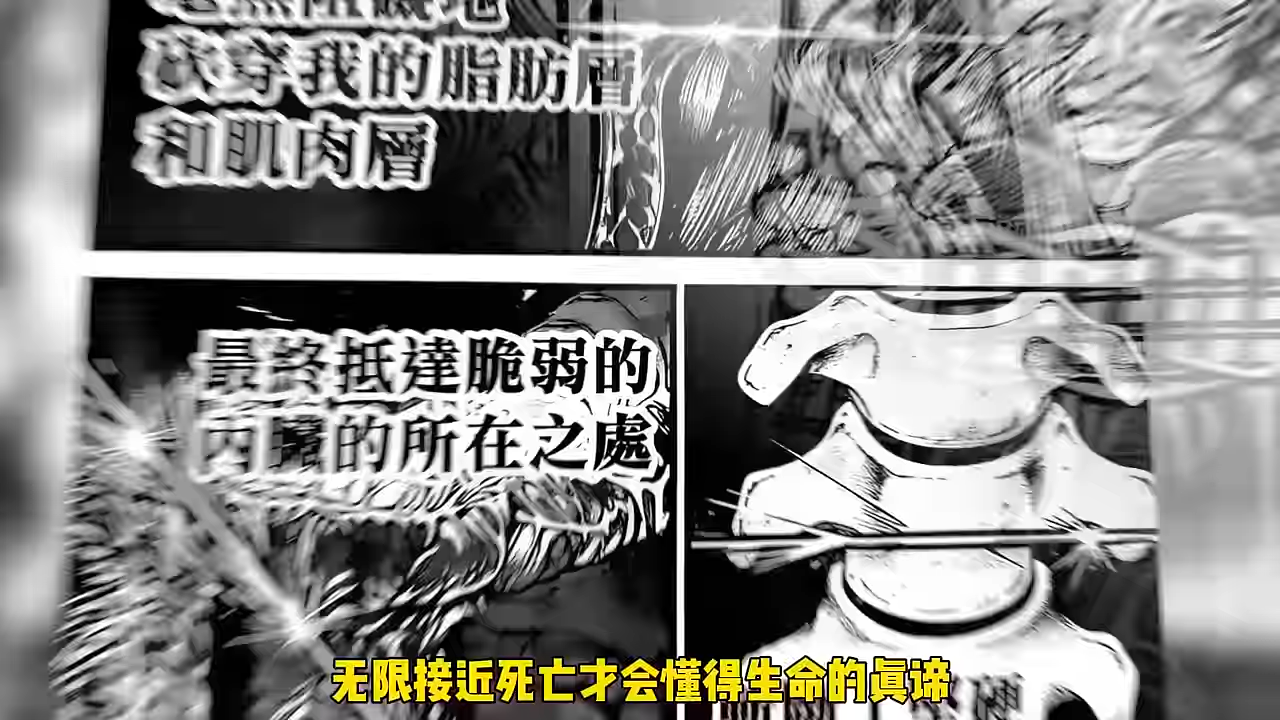 砍穿我的脂肪層
和肌肉層
最終抵達脆弱的
內臟的所在之處
无限接近死亡才会懂得生命的真谛